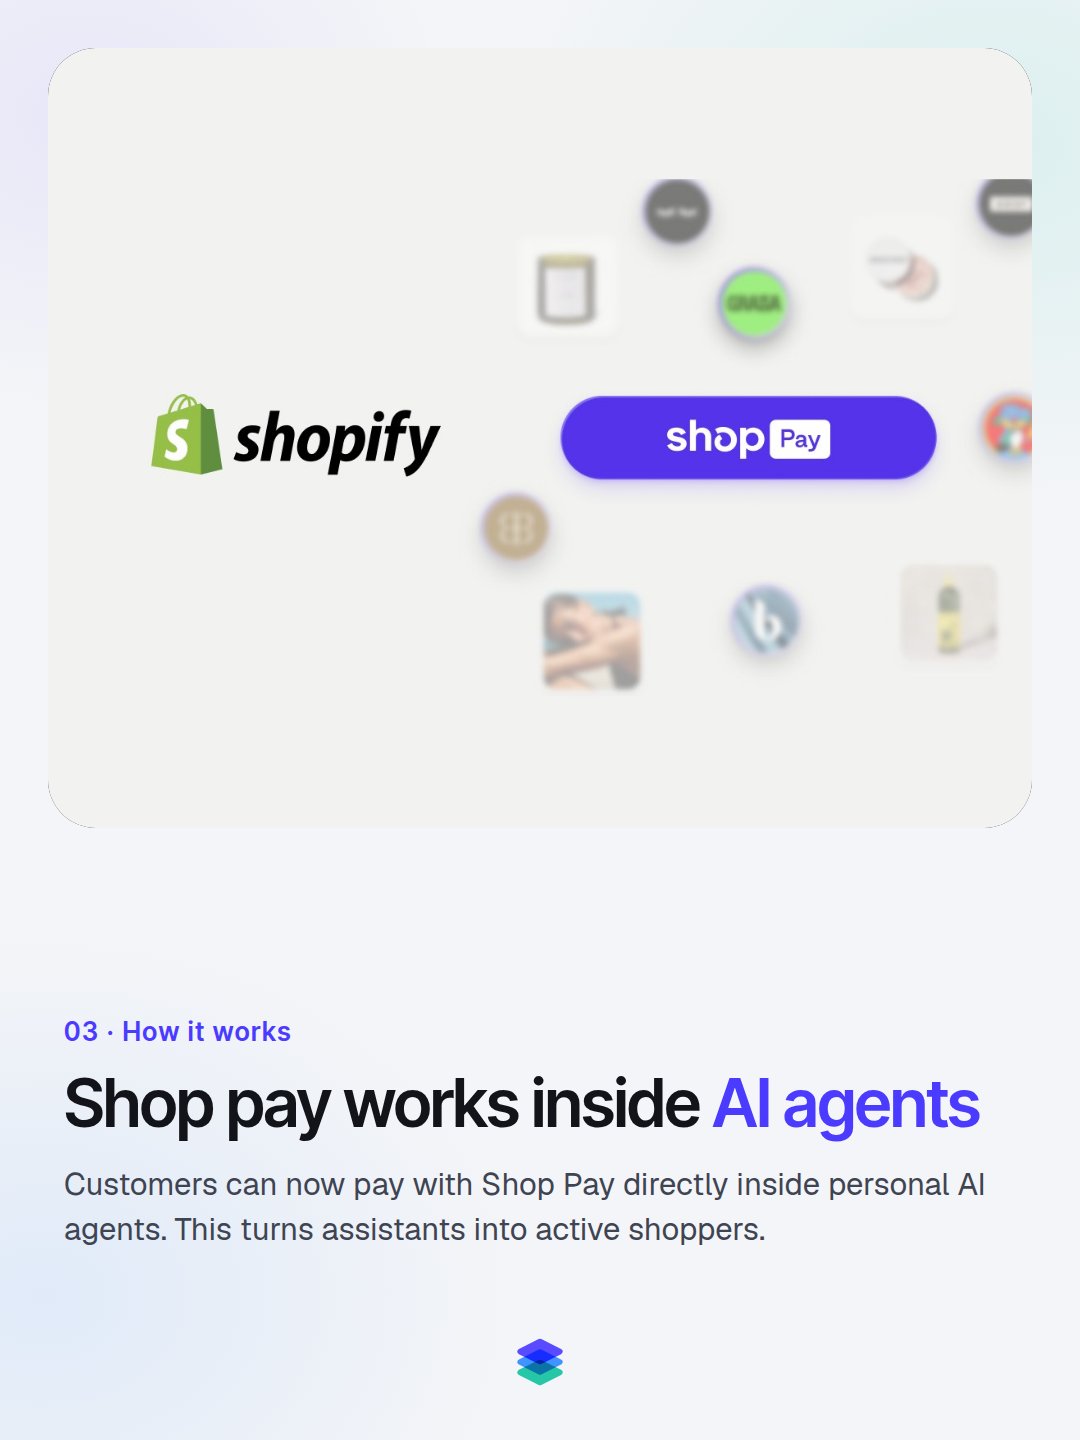 GRASA
shopify
shop Pay
03 · How it works
Shop pay works inside AI agents
Customers can now pay with Shop Pay directly inside personal AI
agents. This turns assistants into active shoppers.